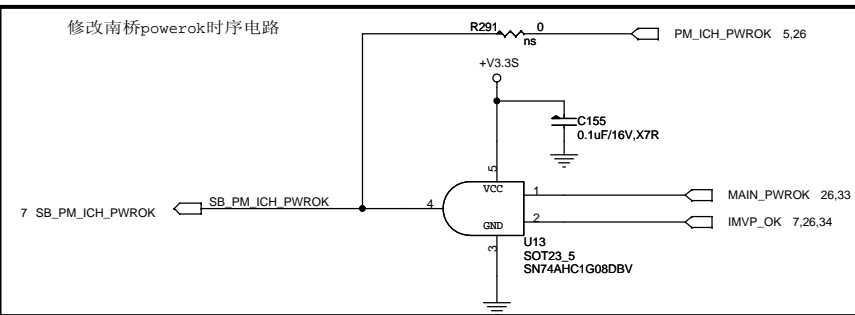 修改南桥powerok时序电路
R291 0
ns
PM_ICH_PWROK 5,26
+V3.3S
C155
0.1uF/16V,X7R
5
VCC
1
MAIN_PWROK 26,33
7 SB_PM_ICH_PWROK
SB_PM_ICH_PWROK
4
2
IMVP_OK 7,26,34
GND
3
U13
SOT23_5
SN74AHC1G08DBV